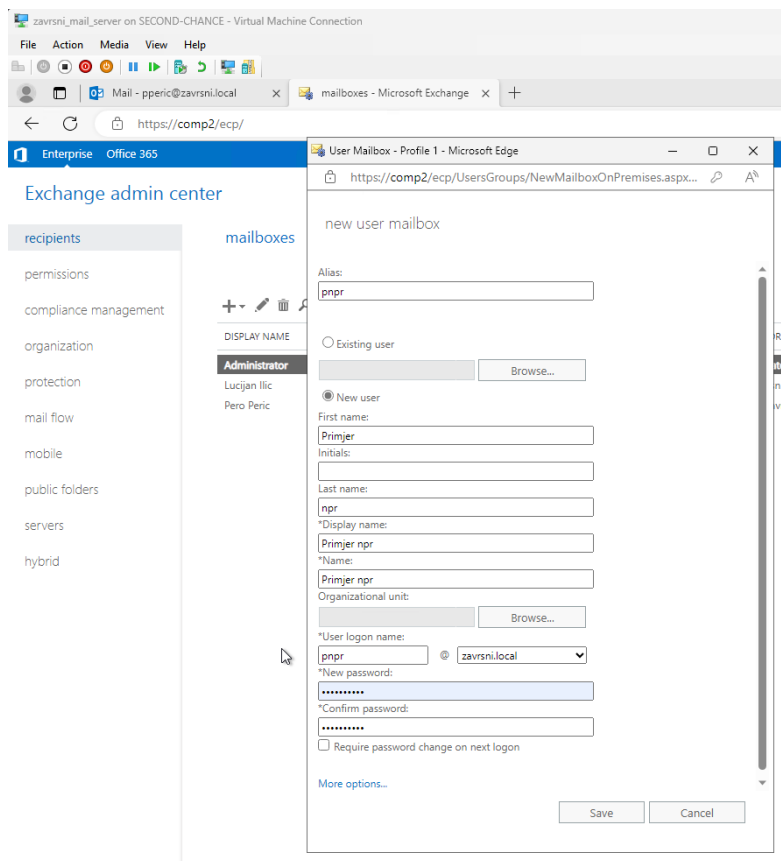 zavrsni_mail_server on SECOND-CHANCE - Virtual Machine Connection
File Action Media View Help
Mail - pperic@zavrsni.local
mailboxes - Microsoft Exchange
https://comp2/ecp/
Enterprise Office 365
Exchange admin center
recipients
permissions
compliance management
organization
protection
mail flow
mobile
public folders
servers
hybrid
mailboxes
DISPLAY NAME
Administrator
Lucijan Ilic
Pero Peric
User Mailbox - Profile 1 - Microsoft Edge
https://comp2/ecp/UsersGroups/NewMailboxOnPremises.aspx...
new user mailbox
Alias:
pnpr
Existing user
Browse...
New user
First name:
Primjer
Initials:
Last name:
npr
*Display name:
Primjer npr
*Name:
Primjer npr
Organizational unit:
Browse...
*User logon name:
pnpr @ zavrsni.local
*New password:
••••••••••
*Confirm password:
••••••••••
Require password change on next logon
More options...
Save Cancel